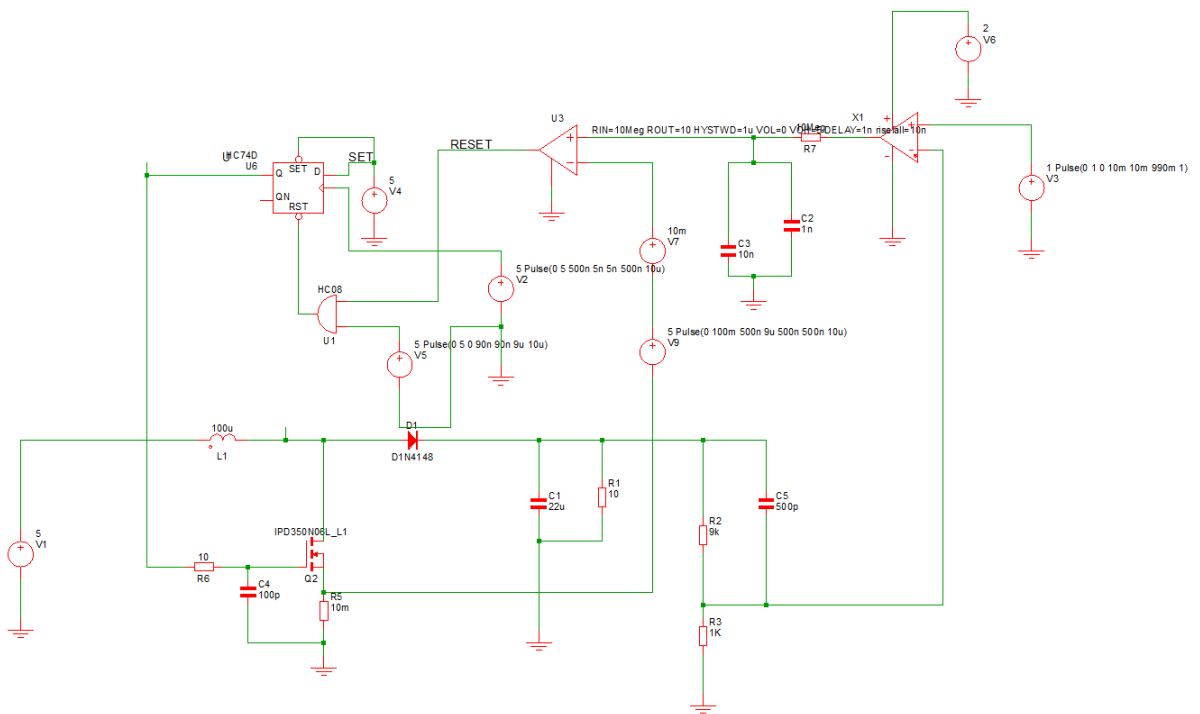 2
V6
U3
X1
RIN=10Meg ROUT=10 HYSTWD=1u VOL=0
DELAY=1n
10n
R7
1 Pulse(0 1 0 10m 10m 990m 1)
V3
HC74D
U6
SET
D
SET
Q
QN
RST
5
V4
RESET
C2
1n
C3
10n
10m
V7
5 Pulse(0 5 500n 5n 5n 500n 10u)
V2
HC08
U1
5 Pulse(0 5 0 90n 90n 9u 10u)
V5
5 Pulse(0 100m 500n 9u 500n 500n 10u)
V9
100u
L1
D1
D1N4148
C1
22u
R1
10
C5
500p
R2
9k
5
V1
IPD350N06L_L1
Q2
10
R6
C4
100p
R5
10m
R3
1K